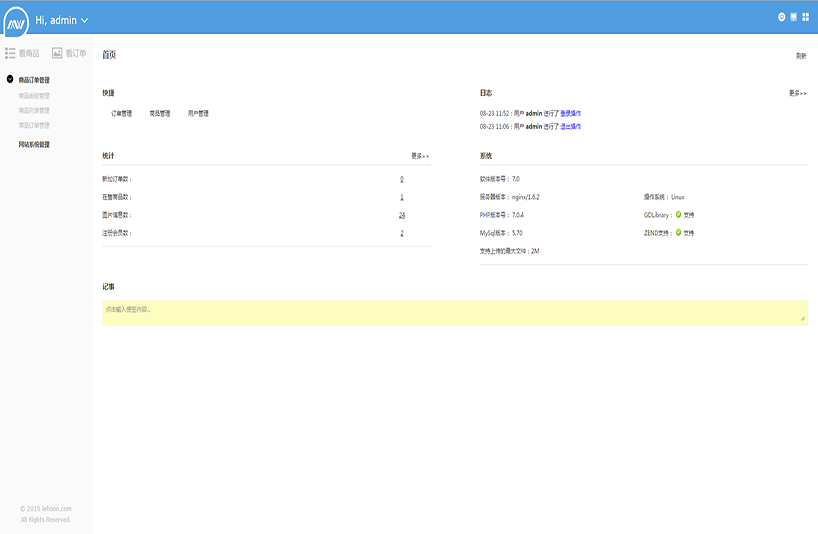 Hi, admin
看商品 看订单
商品订单管理
商品类别管理
商品列表管理
商品订单管理
网站系统管理
© 2015 lehoon.com
All Rights Reserved.
首页
刷新
快捷
订单管理 商品管理 用户管理
日志
更多>>
08-23 11:52 : 用户 admin 进行了 登录操作
08-23 11:06 : 用户 admin 进行了 退出操作
统计
更多>>
新加订单数： 0
在售商品数： 1
图片信息数： 24
注册会员数： 2
系统
软件版本号： 7.0
服务器版本： nginx/1.6.2 操作系统： Linux
PHP版本号： 7.0.4 GDLibrary： 支持
MySql版本： 5.70 ZEND支持： 支持
支持上传的最大文件：2M
记事
点击输入便签内容...